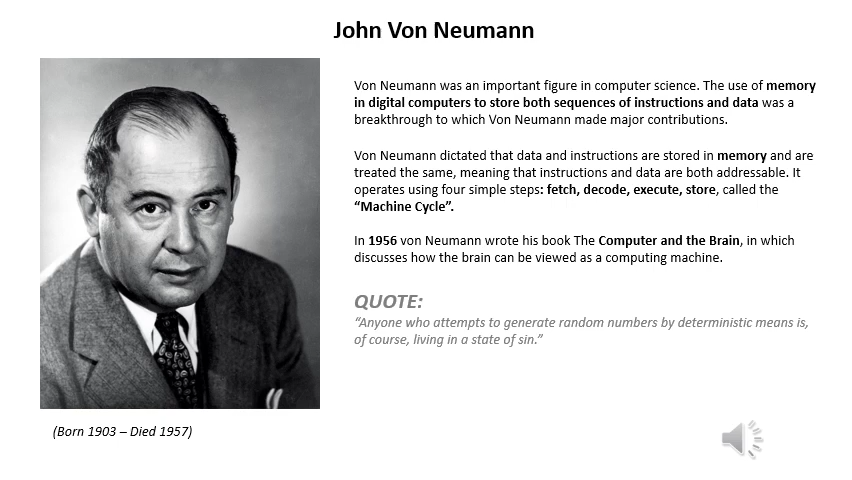 John Von Neumann
Von Neumann was an important figure in computer science. The use of memory
in digital computers to store both sequences of instructions and data was a
breakthrough to which Von Neumann made major contributions.
Von Neumann dictated that data and instructions are stored in memory and are
treated the same, meaning that instructions and data are both addressable. It
operates using four simple steps: fetch, decode, execute, store, called the
“Machine Cycle”.
In 1956 von Neumann wrote his book The Computer and the Brain, in which
discusses how the brain can be viewed as a computing machine.
QUOTE:
“Anyone who attempts to generate random numbers by deterministic means is,
of course, living in a state of sin.”
(Born 1903 – Died 1957)